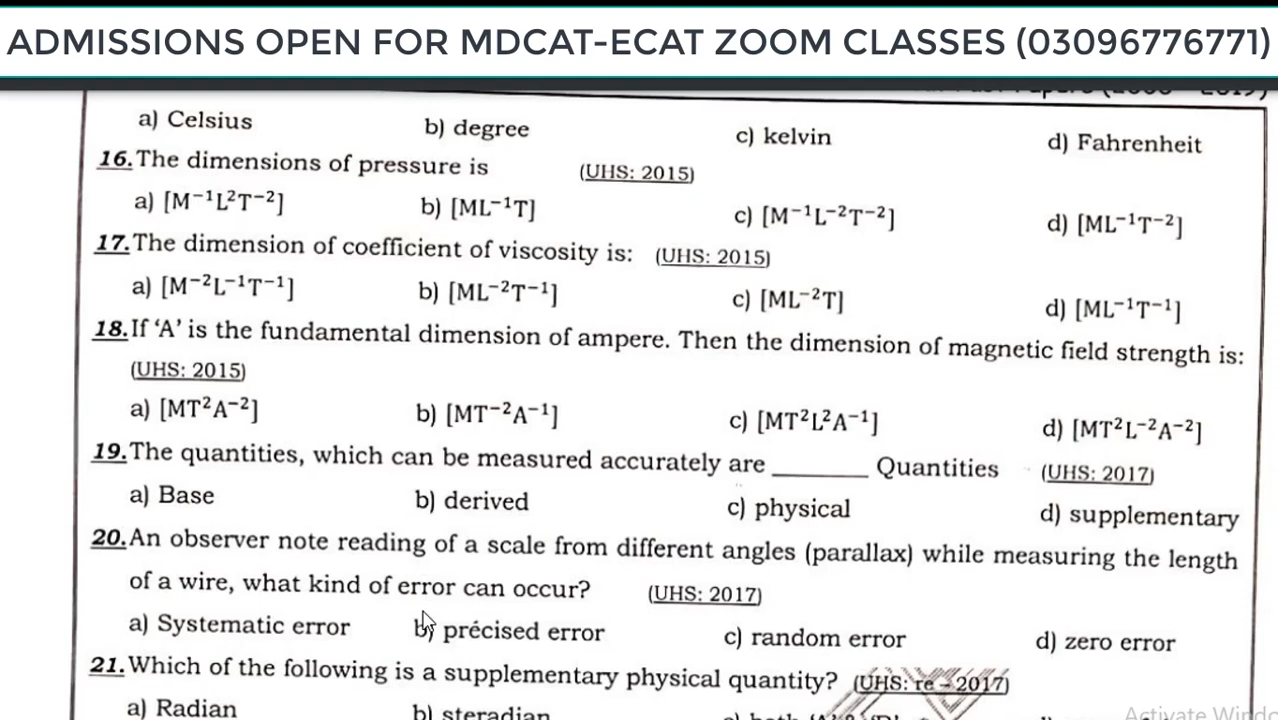 ADMISSIONS OPEN FOR MDCAT-ECAT ZOOM CLASSES (03096776771)
a) Celsius b) degree c) kelvin d) Fahrenheit
16.The dimensions of pressure is (UHS: 2015)
a) [M⁻¹L²T⁻²] b) [ML⁻¹T] c) [M⁻¹L⁻²T⁻²] d) [ML⁻¹T⁻²]
17.The dimension of coefficient of viscosity is: (UHS: 2015)
a) [M⁻²L⁻¹T⁻¹] b) [ML⁻²T⁻¹] c) [ML⁻²T] d) [ML⁻¹T⁻¹]
18.If ‘A’ is the fundamental dimension of ampere. Then the dimension of magnetic field strength is:
(UHS: 2015)
a) [MT²A⁻²] b) [MT⁻²A⁻¹] c) [MT²L²A⁻¹] d) [MT²L⁻²A⁻²]
19.The quantities, which can be measured accurately are ________ Quantities (UHS: 2017)
a) Base b) derived c) physical d) supplementary
20.An observer note reading of a scale from different angles (parallax) while measuring the length
of a wire, what kind of error can occur? (UHS: 2017)
a) Systematic error b) précised error c) random error d) zero error
21.Which of the following is a supplementary physical quantity? (UHS: re – 2017)
a) Radian b) steradian
Activate